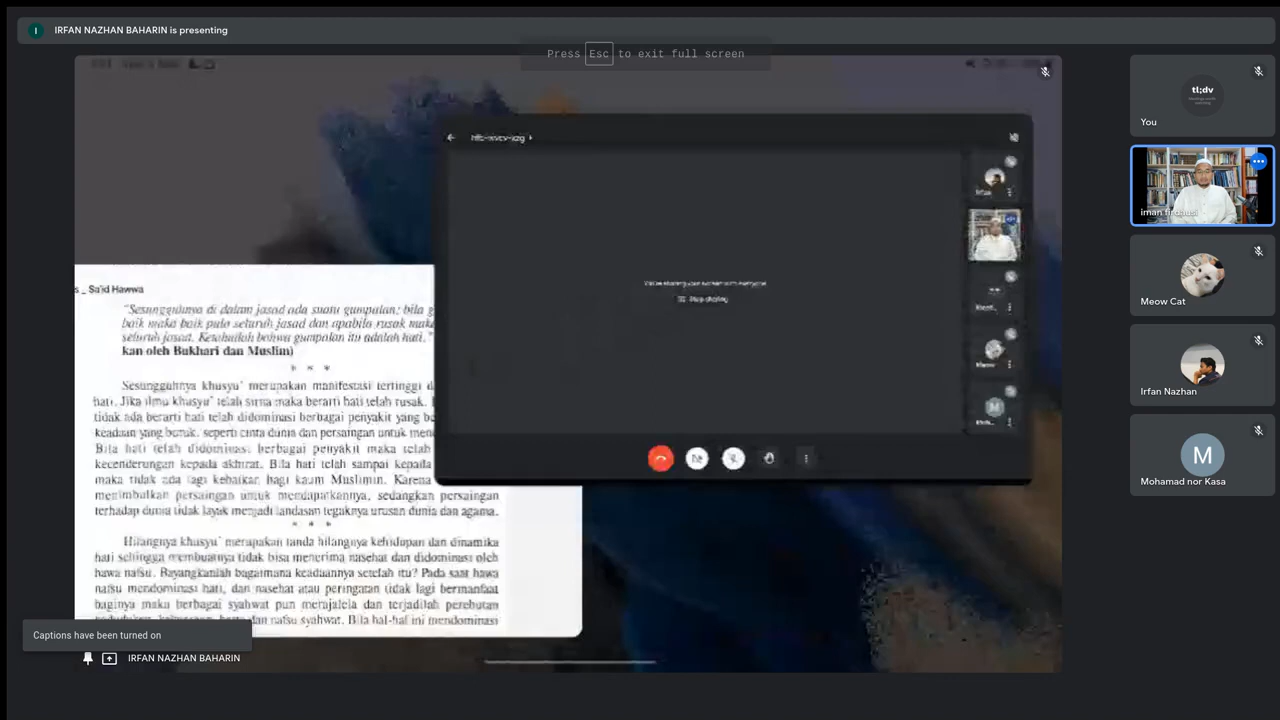 IRFAN NAZHAN BAHARIN is presenting
Press Esc to exit full screen
s _ Sa'id Hawwa
"Sesungguhnya di dalam jasad ada suatu gumpalan; bila
baik maka baik pula seluruh jasad dan apabila rusak maka
seluruh jasad. Ketahuilah bahwa gumpalan itu adalah hati."
kan oleh Bukhari dan Muslim)
* * *
Sesungguhnya khusyu' merupakan manifestasi tertinggi
hati. Jika ilmu khusyu' telah sirna maka berarti hati telah rusak.
tidak ada berarti hati telah didominasi berbagai penyakit yang
keadaan yang buruk, seperti cinta dunia dan persaingan untuk
Bila hati telah didominasi berbagai penyakit maka telah
kecenderungan kepada akhirat. Bila hati telah sampai kepada
maka tidak ada lagi kebaikan bagi kaum Muslimin. Karena
menimbulkan persaingan untuk mendapatkannya, sedangkan persaingan
terhadap dunia tidak layak menjadi landasan tegaknya urusan dunia dan agama.
* * *
Hilangnya khusyu' merupakan tanda hilangnya kehidupan dan dinamika
hati sehingga membuatnya tidak bisa menerima nasehat dan didominasi oleh
hawa nafsu. Bayangkanlah bagaimana keadaannya setelah itu? Pada saat hawa
nafsu mendominasi hati, dan nasehat atau peringatan tidak lagi bermanfaat
baginya maka berbagai syahwat pun merajalela dan terjadilah perebutan
dan nafsu syahwat. Bila hal-hal ini mendominasi
Stop sharing
Captions have been turned on
IRFAN NAZHAN BAHARIN
tl;dv
You
iman firdaus
Meow Cat
Irfan Nazhan
M
Mohamad nor Kasa